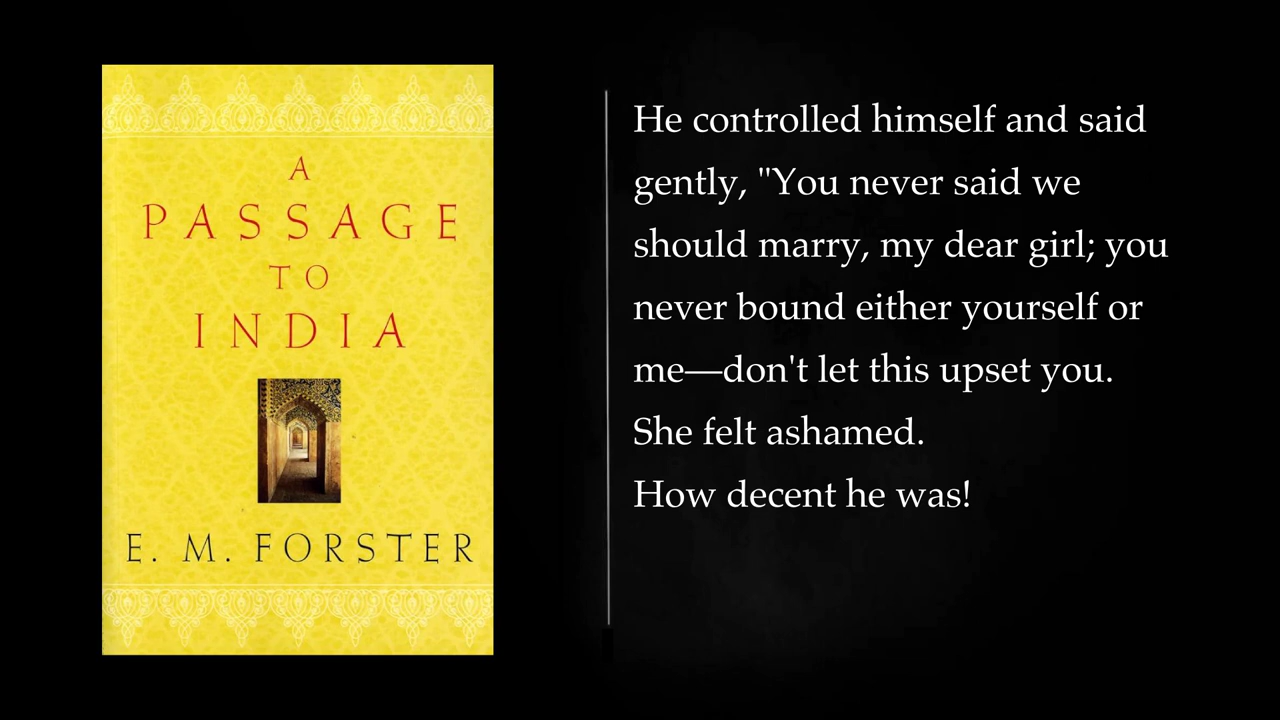 A
PASSAGE
TO
INDIA
E. M. FORSTER
He controlled himself and said
gently, "You never said we
should marry, my dear girl; you
never bound either yourself or
me—don't let this upset you.
She felt ashamed.
How decent he was!